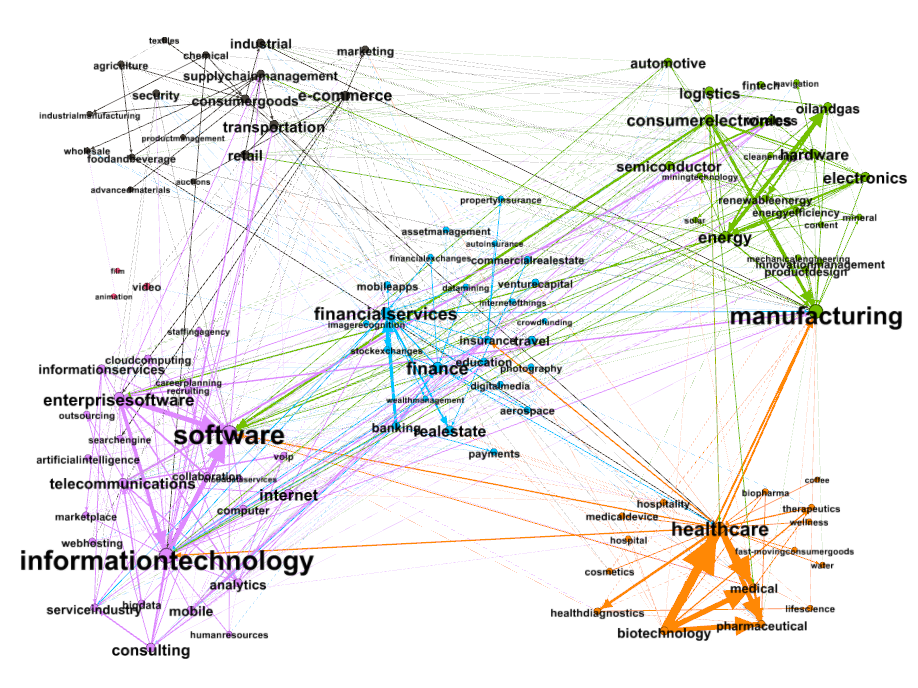 textiles
industrial
marketing
chemical
agriculture
supplychainmanagement
automotive
security
consumergoods
e-commerce
logistics
fintech
navigation
oilandgas
industrialmanufacturing
transportation
consumerelectronics
productmanagement
wholesale
foodandbeverage
retail
semiconductor
cleanenergy
hardware
miningtechnology
electronics
advancedmaterials
auctions
propertyinsurance
renewableenergy
energyefficiency
mineral
solar
content
assetmanagement
autoinsurance
energy
financialexchanges
commercialrealestate
mechanicalengineering
innovationmanagement
productdesign
film
video
animation
mobileapps
datamining
venturecapital
internetofthings
financialservices
imagerecognition
crowdfunding
manufacturing
staffingagency
insurance
travel
stockexchanges
cloudcomputing
informationservices
finance
education
photography
careerplanning
recruiting
digitalmedia
enterprisesoftware
wealthmanagement
outsourcing
aerospace
software
banking
realestate
searchengine
artificialintelligence
voip
payments
collaboration
clouddataservices
telecommunications
internet
computer
marketplace
webhosting
informationtechnology
analytics
serviceindustry
bigdata
mobile
humanresources
consulting
coffee
biopharma
hospitality
therapeutics
medicaldevice
healthcare
wellness
hospital
fast-movingconsumergoods
cosmetics
water
medical
healthdiagnostics
lifescience
biotechnology
pharmaceutical